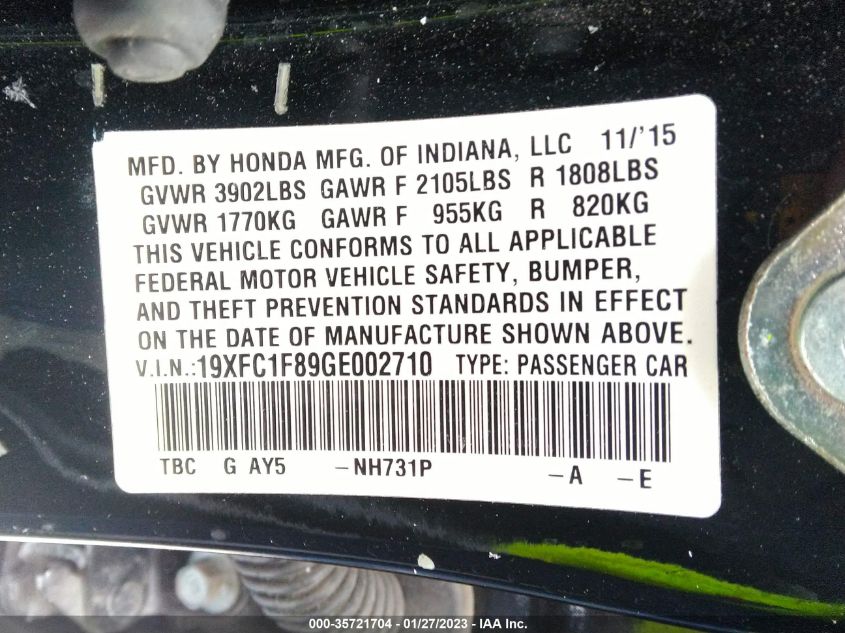 MFD. BY HONDA MFG. OF INDIANA, LLC 11/'15
GVWR 3902LBS GAWR F 2105LBS R 1808LBS
GVWR 1770KG GAWR F 955KG R 820KG
THIS VEHICLE CONFORMS TO ALL APPLICABLE
FEDERAL MOTOR VEHICLE SAFETY, BUMPER,
AND THEFT PREVENTION STANDARDS IN EFFECT
ON THE DATE OF MANUFACTURE SHOWN ABOVE.
V.I.N.:19XFC1F89GE002710 TYPE: PASSENGER CAR
TBC G AY5 -NH731P -A -E
000-35721704 | 01/27/2023 | IAA Inc.